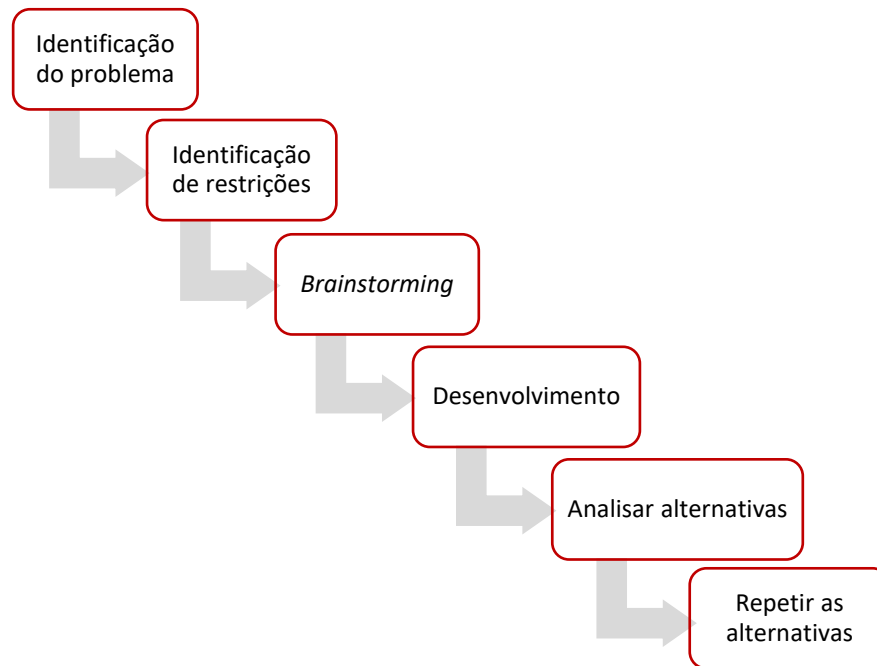 Identificação
do problema
Identificação
de restrições
Brainstorming
Desenvolvimento
Analisar alternativas
Repetir as
alternativas